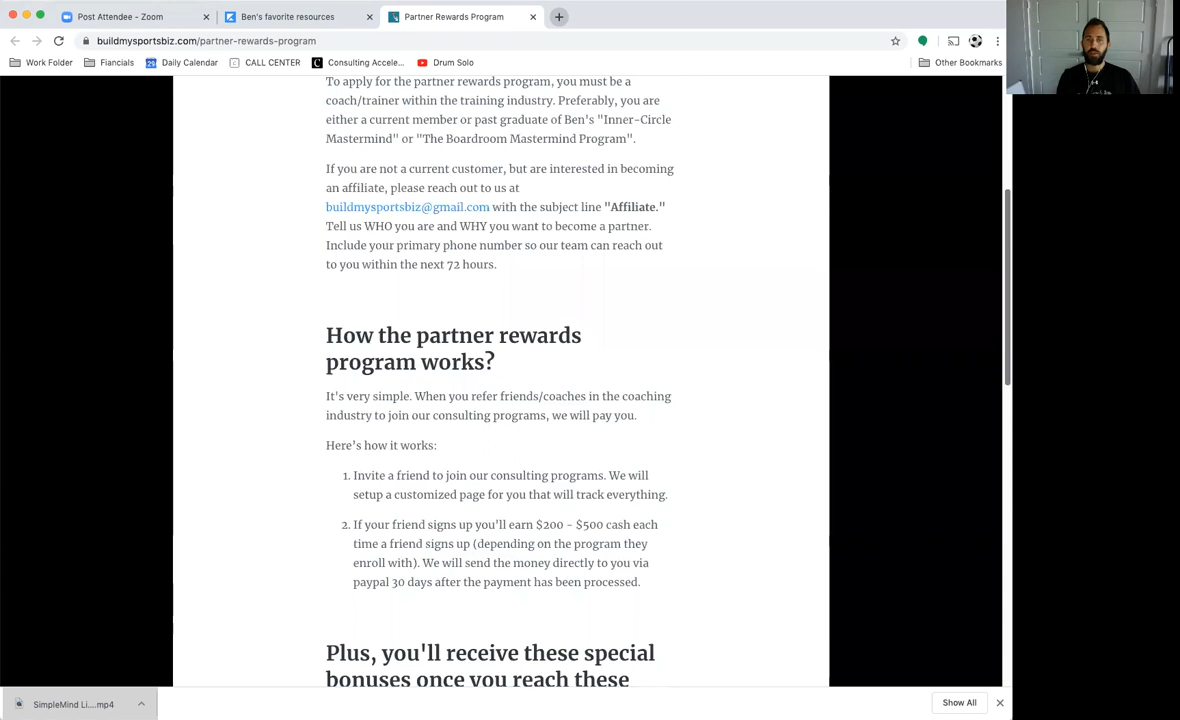 Post Attendee - Zoom
Ben's favorite resources
Partner Rewards Program
buildmysportsbiz.com/partner-rewards-program
Work Folder
Fiancials
Daily Calendar
CALL CENTER
Consulting Accele...
Drum Solo
Other Bookmarks
To apply for the partner rewards program, you must be a
coach/trainer within the training industry. Preferably, you are
either a current member or past graduate of Ben's "Inner-Circle
Mastermind" or "The Boardroom Mastermind Program".
If you are not a current customer, but are interested in becoming
an affiliate, please reach out to us at
buildmysportsbiz@gmail.com with the subject line "Affiliate."
Tell us WHO you are and WHY you want to become a partner.
Include your primary phone number so our team can reach out
to you within the next 72 hours.
How the partner rewards
program works?
It's very simple. When you refer friends/coaches in the coaching
industry to join our consulting programs, we will pay you.
Here's how it works:
1. Invite a friend to join our consulting programs. We will
setup a customized page for you that will track everything.
2. If your friend signs up you'll earn $200 - $500 cash each
time a friend signs up (depending on the program they
enroll with). We will send the money directly to you via
paypal 30 days after the payment has been processed.
Plus, you'll receive these special
bonuses once you reach these
SimpleMind Li....mp4
Show All